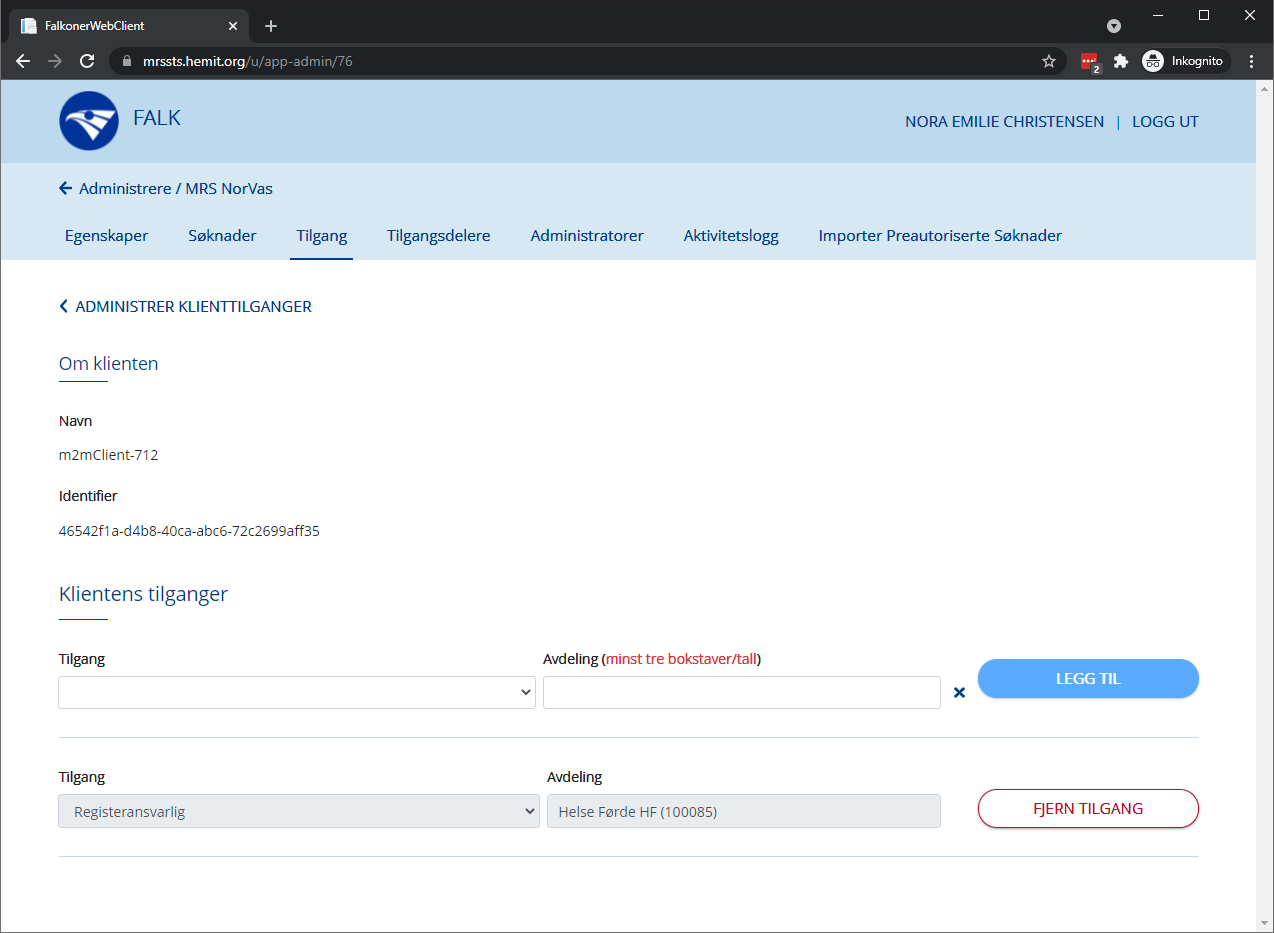 FalkonerWebClient
mrssts.hemit.org/u/app-admin/76
2
Inkognito
FALK
NORA EMILIE CHRISTENSEN | LOGG UT
Administrere / MRS NorVas
Egenskaper Søknader Tilgang Tilgangsdelere Administratorer Aktivitetslogg Importer Preautoriserte Søknader
ADMINISTRER KLIENTTILGANGER
Om klienten
Navn
m2mClient-712
Identifier
46542f1a-d4b8-40ca-abc6-72c2699aff35
Klientens tilganger
Tilgang Avdeling (minst tre bokstaver/tall)
LEGG TIL
Tilgang Avdeling
Registeransvarlig Helse Førde HF (100085) FJERN TILGANG